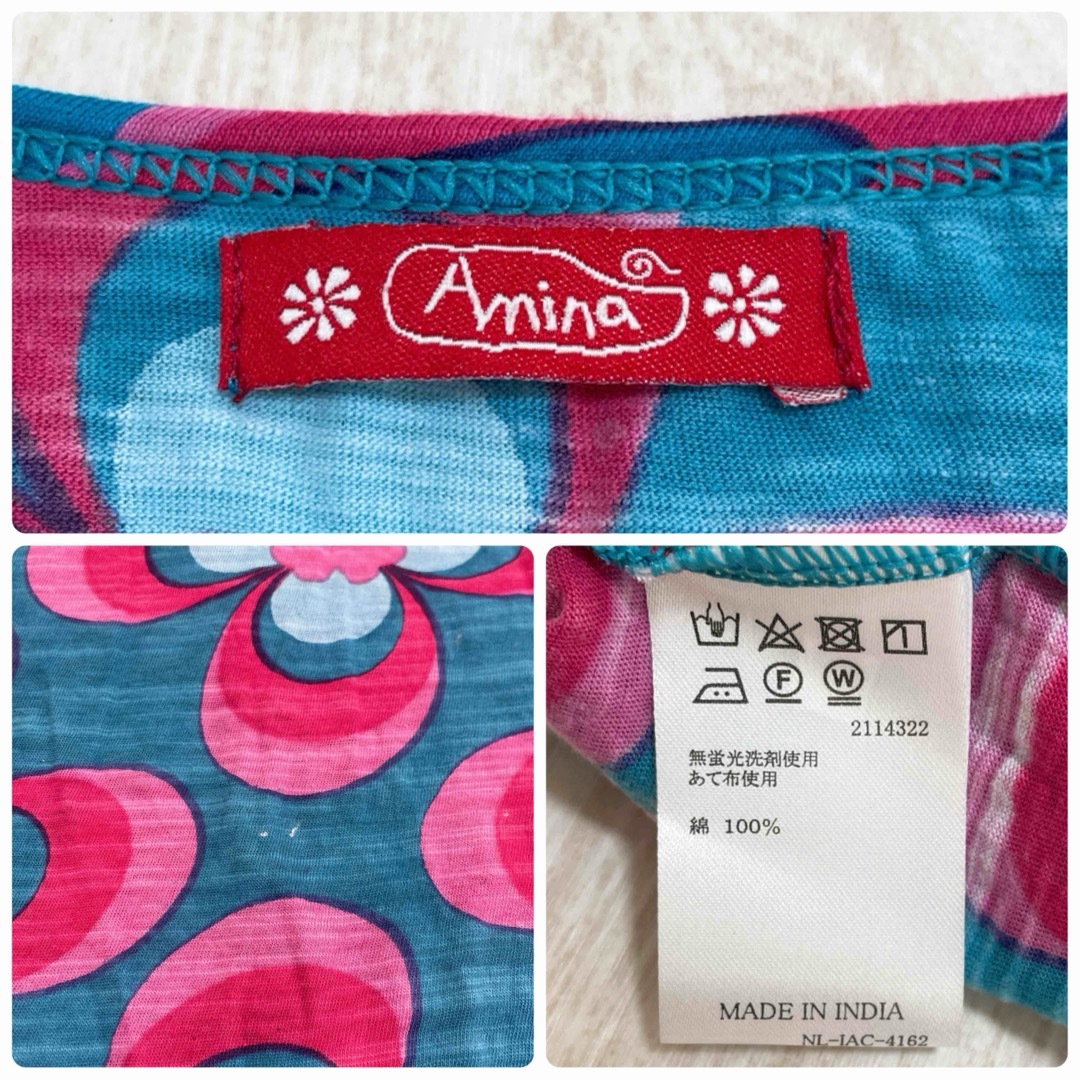 Amina
F W
2114322
無蛍光洗剤使用
あて布使用
綿 100%
MADE IN INDIA
NL-IAC-4162